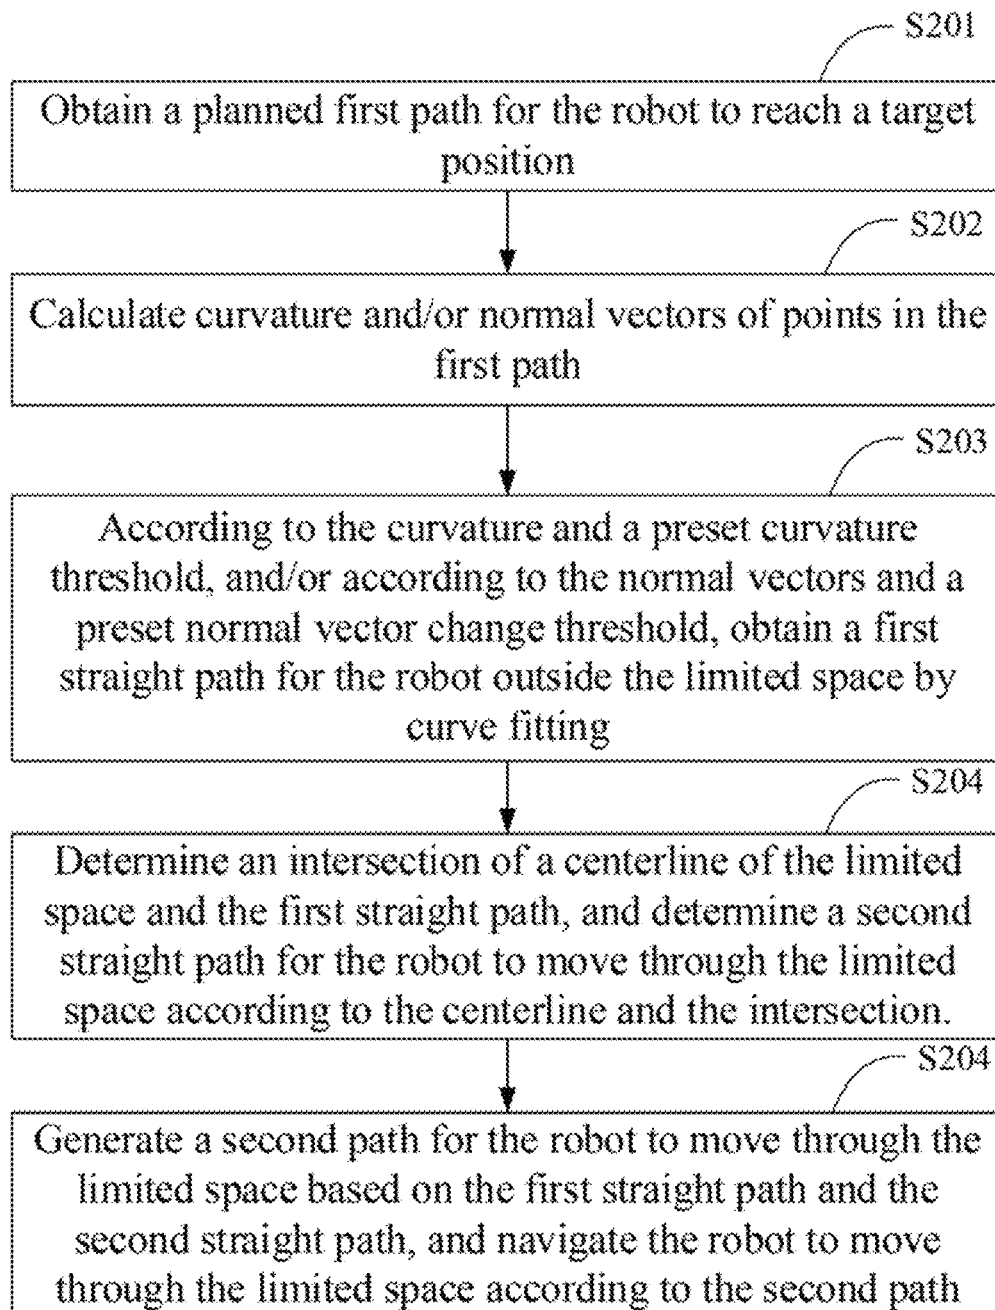 S201
Obtain a planned first path for the robot to reach a target
position
S202
Calculate curvature and/or normal vectors of points in the
first path
S203
According to the curvature and a preset curvature
threshold, and/or according to the normal vectors and a
preset normal vector change threshold, obtain a first
straight path for the robot outside the limited space by
curve fitting
S204
Determine an intersection of a centerline of the limited
space and the first straight path, and determine a second
straight path for the robot to move through the limited
space according to the centerline and the intersection.
S204
Generate a second path for the robot to move through the
limited space based on the first straight path and the
second straight path, and navigate the robot to move
through the limited space according to the second path